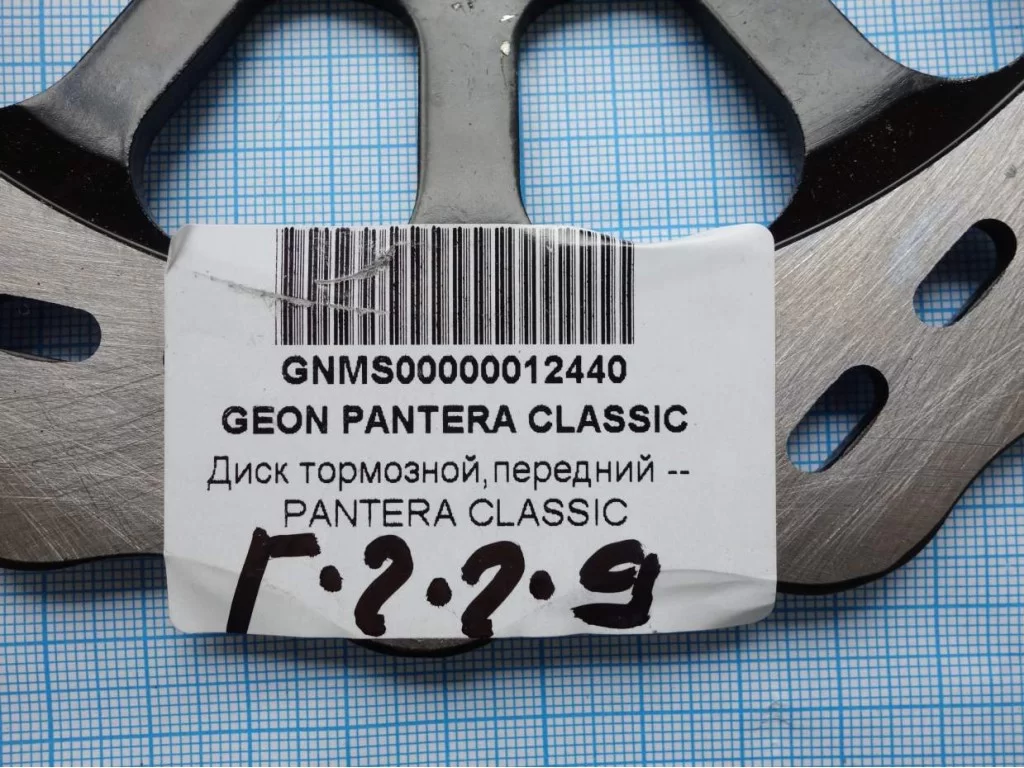 GNMS00000012440
GEON PANTERA CLASSIC
Диск тормозной,передний --
PANTERA CLASSIC
Г.2.2.9